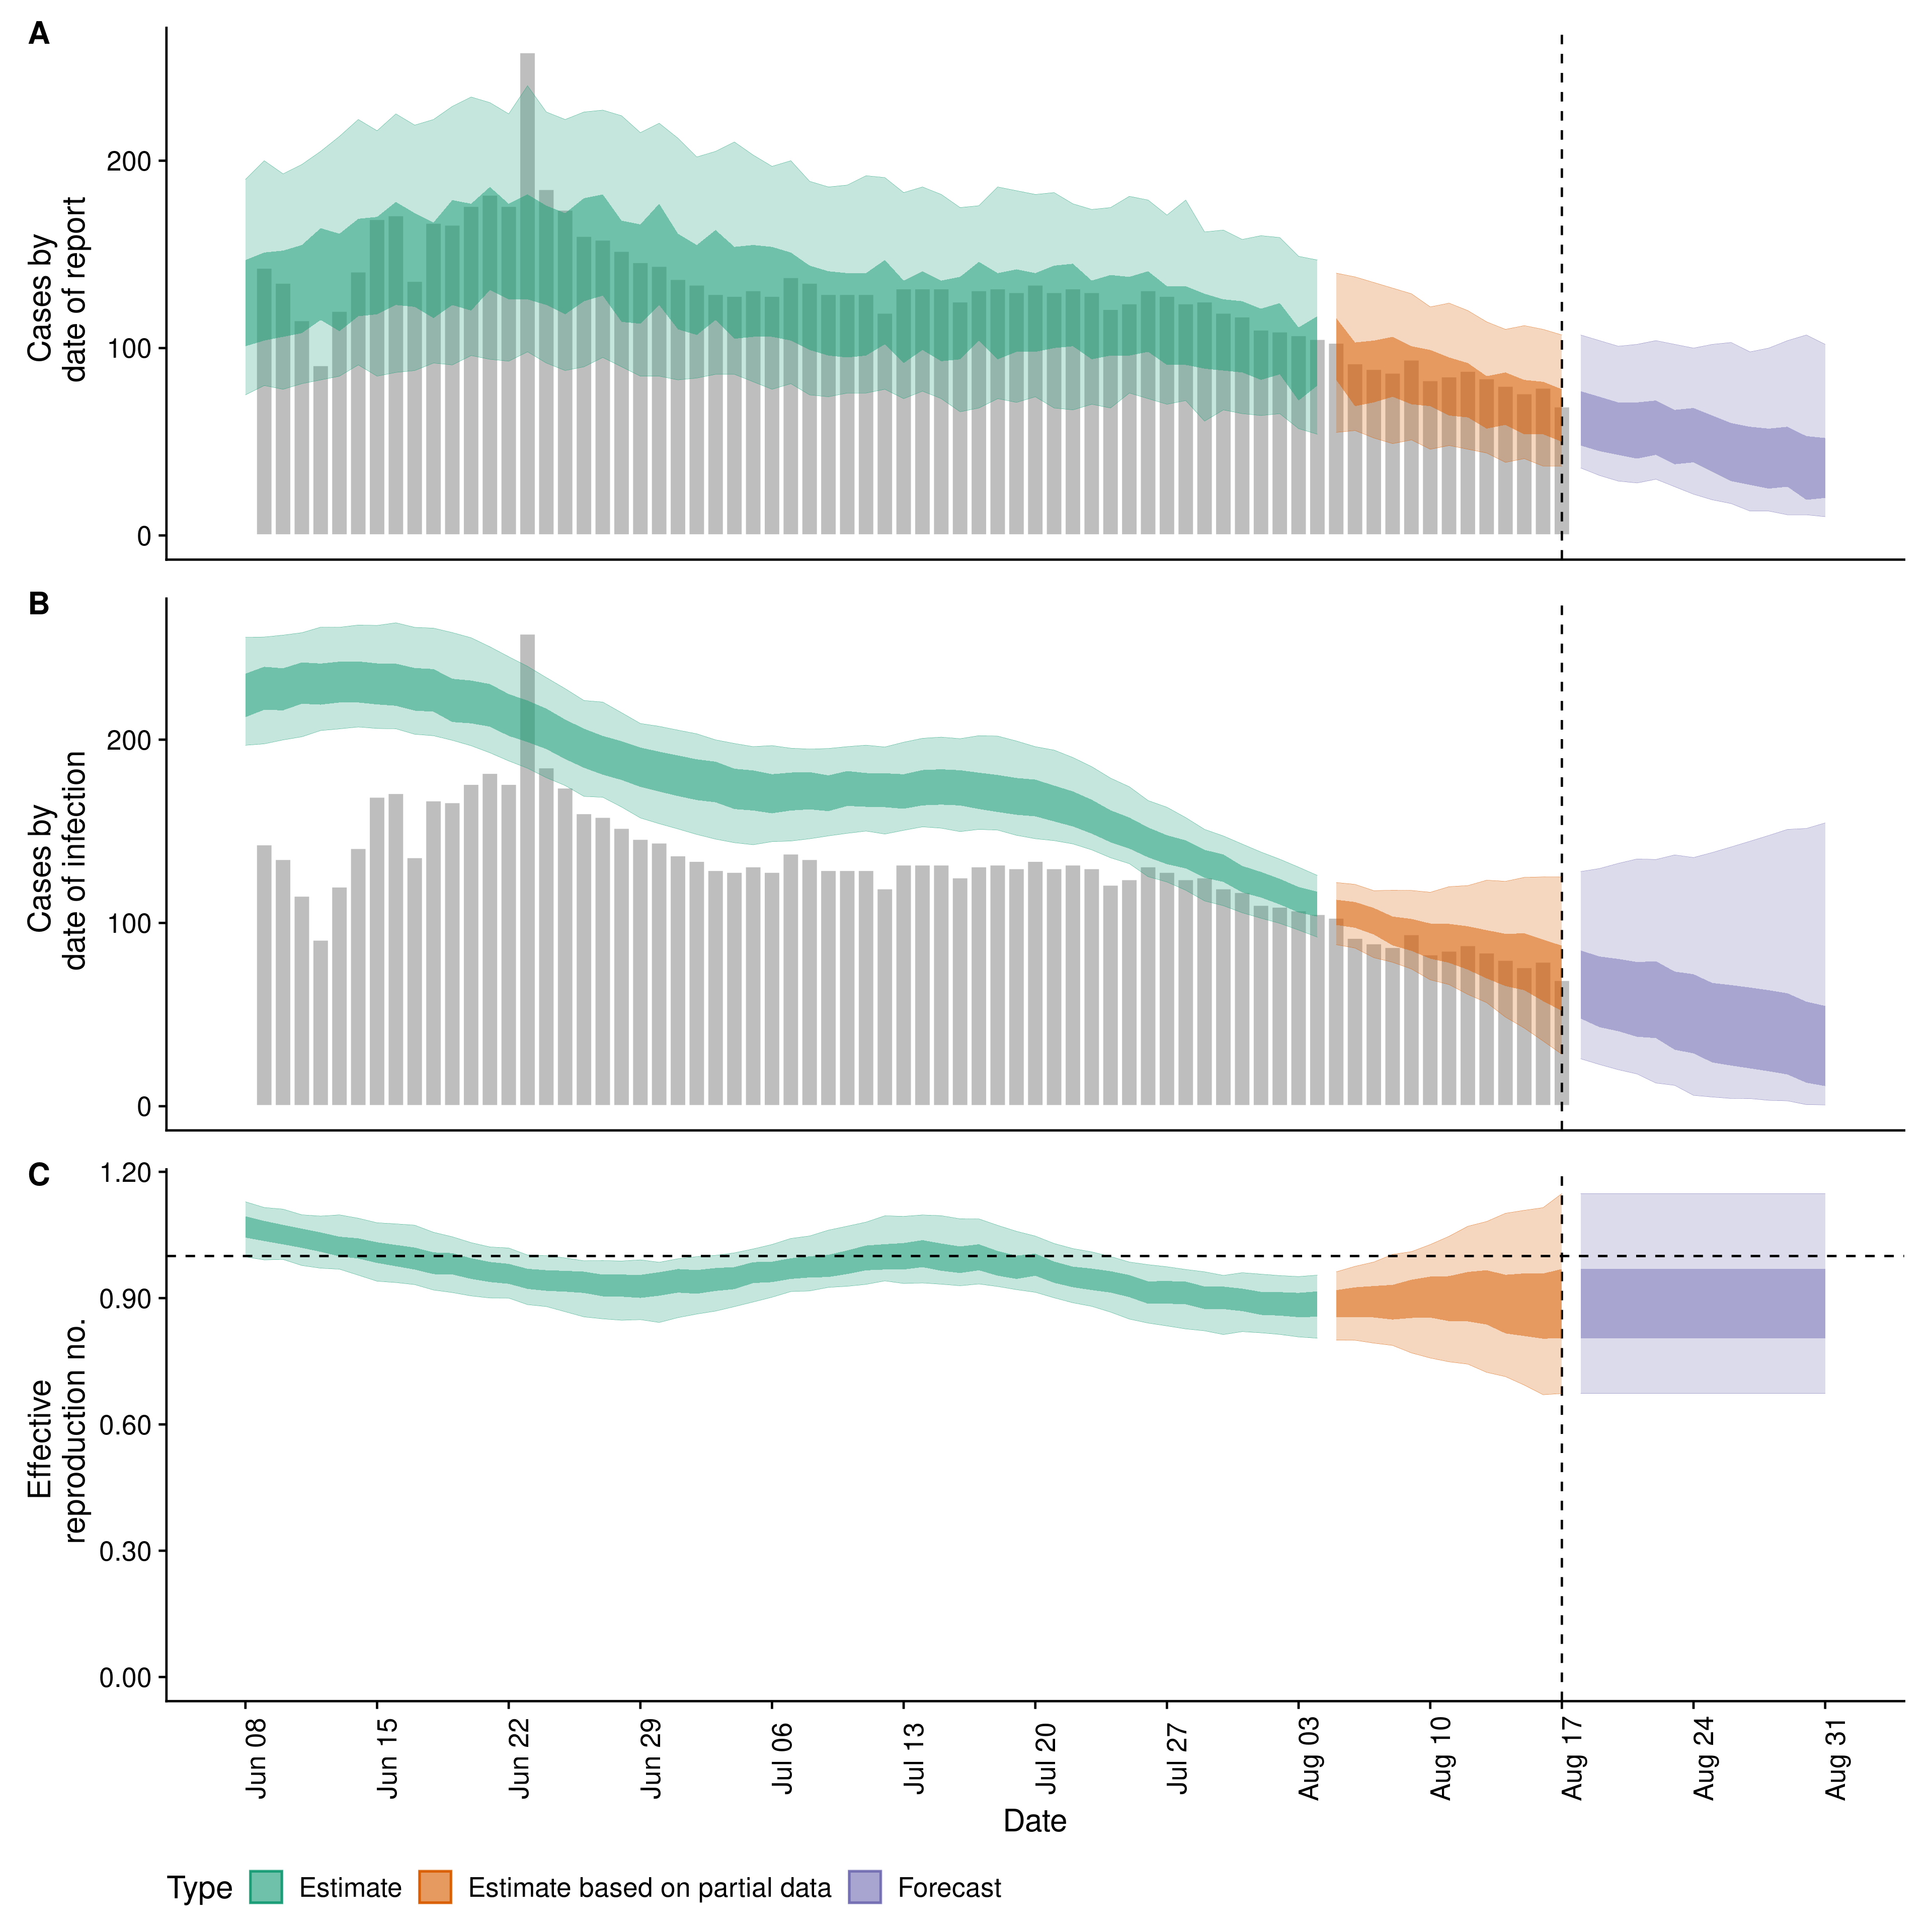 A
Cases by
date of report
200
100
0
B
Cases by
date of infection
200
100
0
C
Effective
reproduction no.
1.20
0.90
0.60
0.30
0.00
Jun 08
Jun 15
Jun 22
Jun 29
Jul 06
Jul 13
Jul 20
Jul 27
Aug 03
Aug 10
Aug 17
Aug 24
Aug 31
Date
Type Estimate Estimate based on partial data Forecast